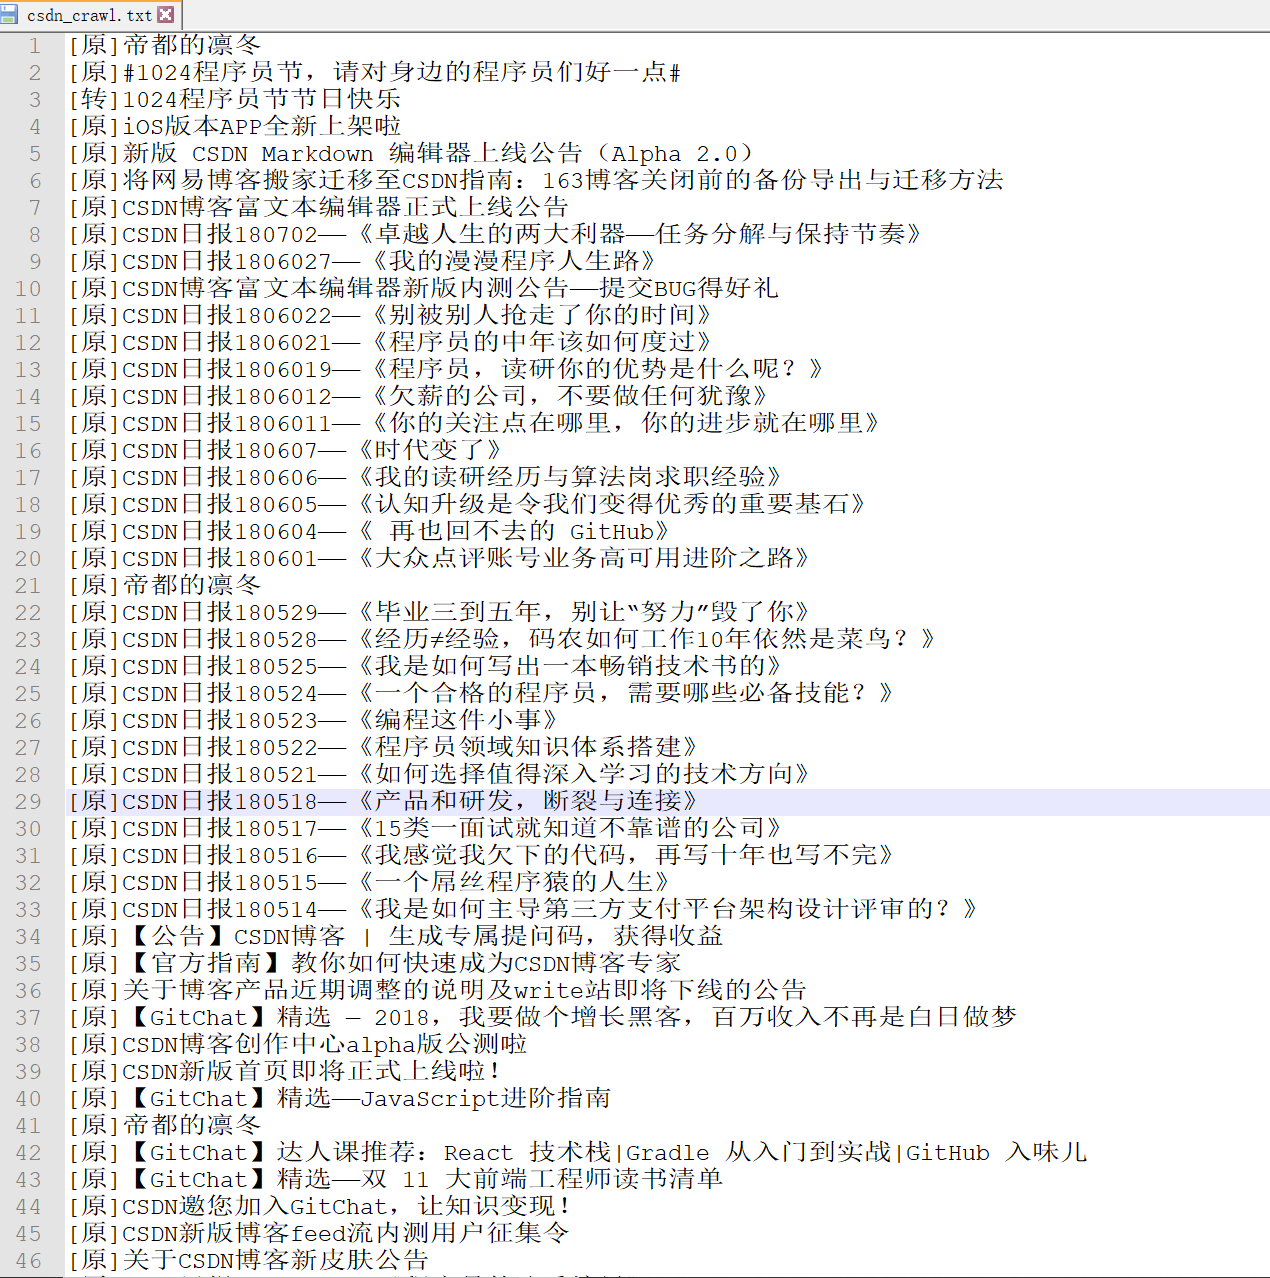 csdn_crawl.txt
1 [原]帝都的凛冬
2 [原]#1024程序员节，请对身边的程序员们好一点#
3 [转]1024程序员节节日快乐
4 [原]iOS版本APP全新上架啦
5 [原]新版 CSDN Markdown 编辑器上线公告（Alpha 2.0）
6 [原]将网易博客搬家迁移至CSDN指南：163博客关闭前的备份导出与迁移方法
7 [原]CSDN博客富文本编辑器正式上线公告
8 [原]CSDN日报180702——《卓越人生的两大利器——任务分解与保持节奏》
9 [原]CSDN日报1806027——《我的漫漫程序人生路》
10 [原]CSDN博客富文本编辑器新版内测公告——提交BUG得好礼
11 [原]CSDN日报1806022——《别被别人抢走了你的时间》
12 [原]CSDN日报1806021——《程序员的中年该如何度过》
13 [原]CSDN日报1806019——《程序员，读研你的优势是什么呢？》
14 [原]CSDN日报1806012——《欠薪的公司，不要做任何犹豫》
15 [原]CSDN日报1806011——《你的关注点在哪里，你的进步就在哪里》
16 [原]CSDN日报180607——《时代变了》
17 [原]CSDN日报180606——《我的读研经历与算法岗求职经验》
18 [原]CSDN日报180605——《认知升级是令我们变得优秀的重要基石》
19 [原]CSDN日报180604——《 再也回不去的 GitHub》
20 [原]CSDN日报180601——《大众点评账号业务高可用进阶之路》
21 [原]帝都的凛冬
22 [原]CSDN日报180529——《毕业三到五年，别让“努力”毁了你》
23 [原]CSDN日报180528——《经历≠经验，码农如何工作10年依然是菜鸟？》
24 [原]CSDN日报180525——《我是如何写出一本畅销技术书的》
25 [原]CSDN日报180524——《一个合格的程序员，需要哪些必备技能？》
26 [原]CSDN日报180523——《编程这件小事》
27 [原]CSDN日报180522——《程序员领域知识体系搭建》
28 [原]CSDN日报180521——《如何选择值得深入学习的技术方向》
29 [原]CSDN日报180518——《产品和研发，断裂与连接》
30 [原]CSDN日报180517——《15类一面试就知道不靠谱的公司》
31 [原]CSDN日报180516——《我感觉我欠下的代码，再写十年也写不完》
32 [原]CSDN日报180515——《一个屌丝程序猿的人生》
33 [原]CSDN日报180514——《我是如何主导第三方支付平台架构设计评审的？》
34 [原]【公告】CSDN博客 | 生成专属提问码，获得收益
35 [原]【官方指南】教你如何快速成为CSDN博客专家
36 [原]关于博客产品近期调整的说明及write站即将下线的公告
37 [原]【GitChat】精选 — 2018，我要做个增长黑客，百万收入不再是白日做梦
38 [原]CSDN博客创作中心alpha版公测啦
39 [原]CSDN新版首页即将正式上线啦！
40 [原]【GitChat】精选——JavaScript进阶指南
41 [原]帝都的凛冬
42 [原]【GitChat】达人课推荐：React 技术栈|Gradle 从入门到实战|GitHub 入味儿
43 [原]【GitChat】精选——双 11 大前端工程师读书清单
44 [原]CSDN邀您加入GitChat，让知识变现！
45 [原]CSDN新版博客feed流内测用户征集令
46 [原]关于CSDN博客新皮肤公告